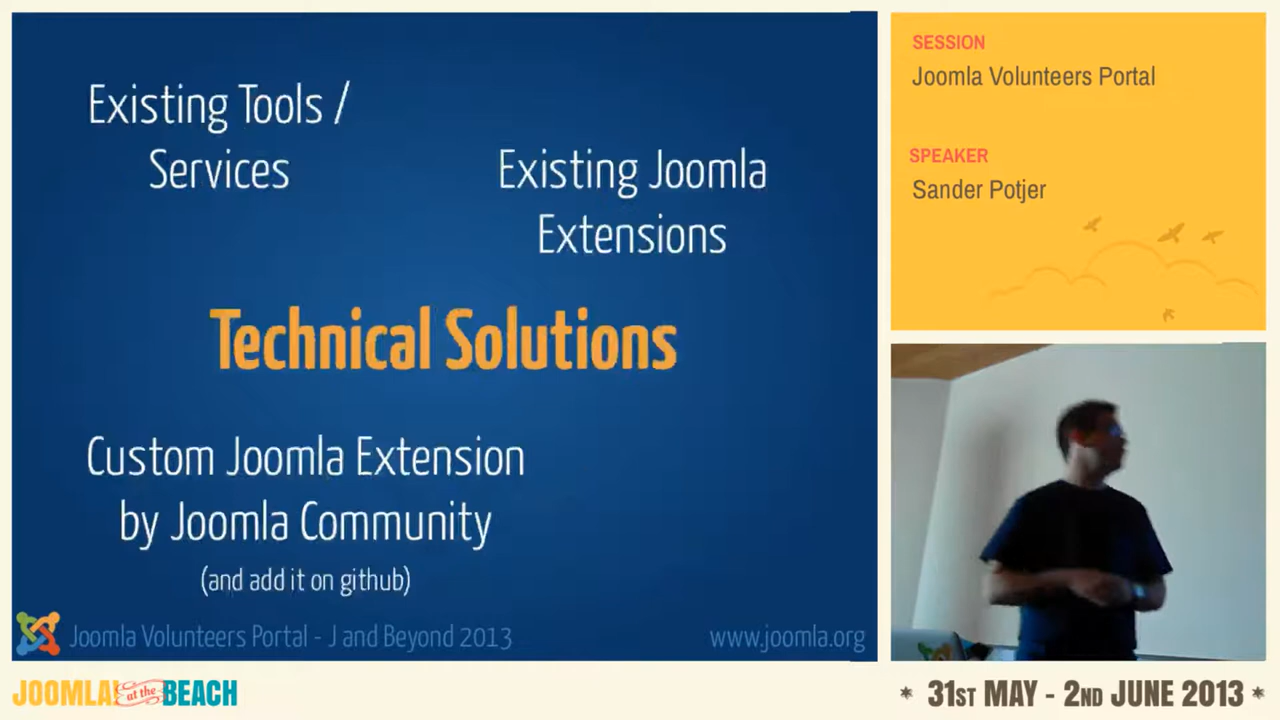 Existing Tools /
Services
Existing Joomla
Extensions
Technical Solutions
Custom Joomla Extension
by Joomla Community
(and add it on github)
Joomla Volunteers Portal - J and Beyond 2013
www.joomla.org
SESSION
Joomla Volunteers Portal
SPEAKER
Sander Potjer
JOOMLA! at the BEACH
* 31ST MAY - 2ND JUNE 2013 *